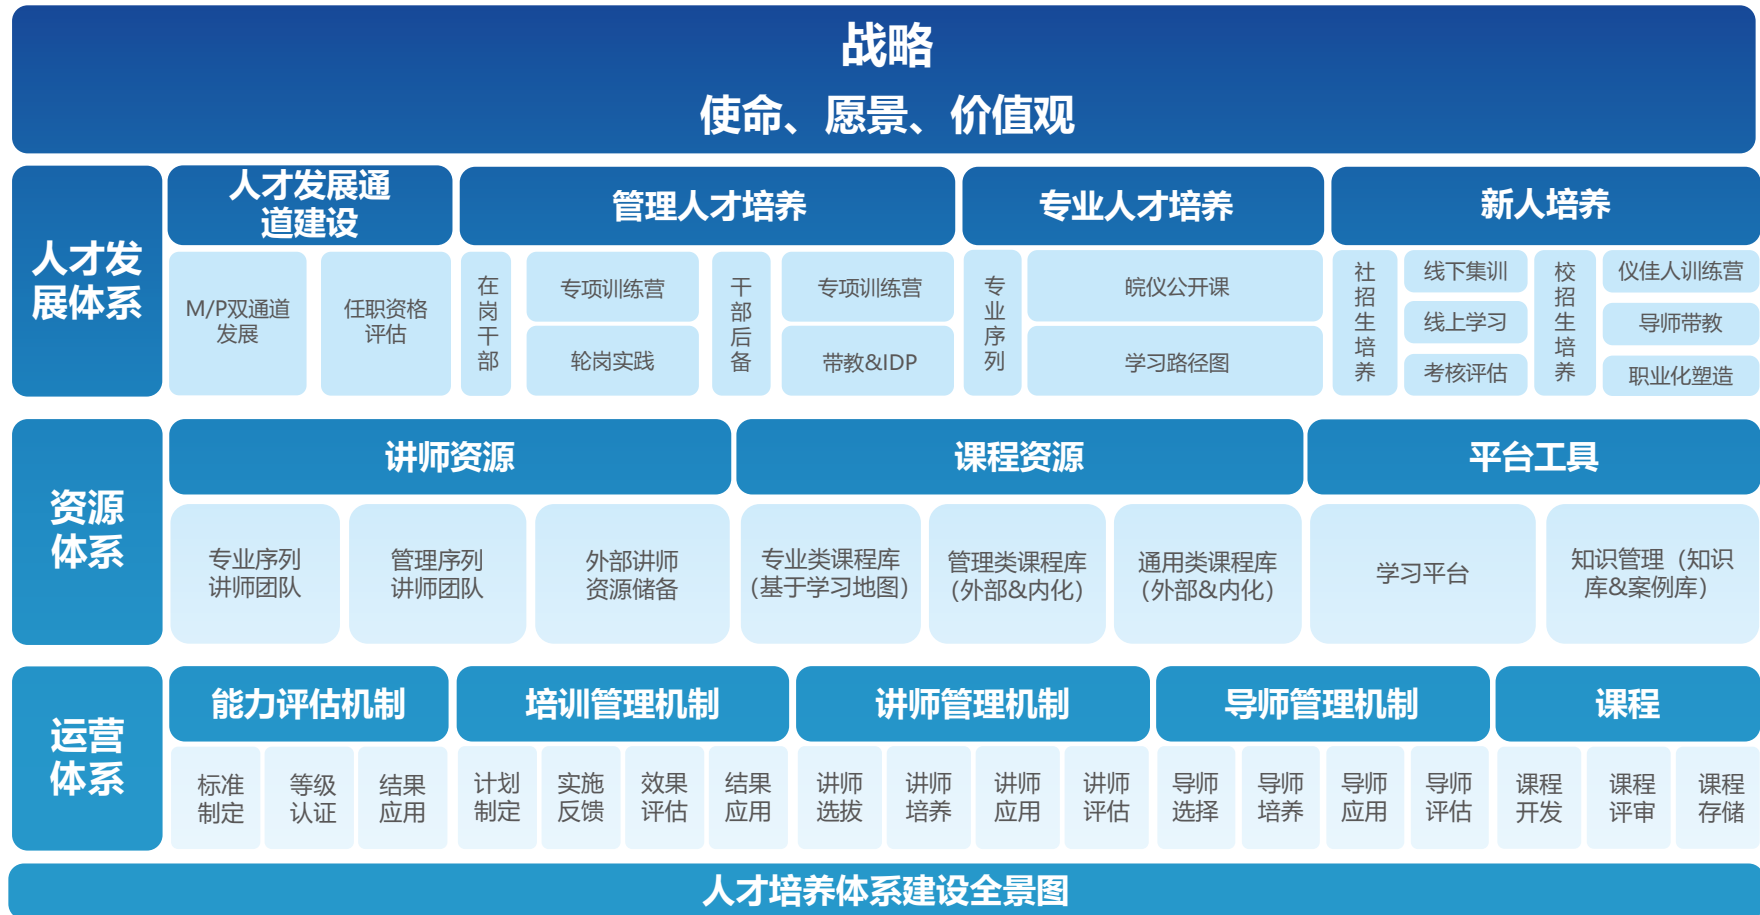 战略
使命、愿景、价值观
人才发
展体系
人才发展通
道建设
管理人才培养
专业人才培养
新人培养
M/P双通道
发展
任职资格
评估
在
岗
干
部
专项训练营
轮岗实践
干
部
后
备
专项训练营
带教&IDP
专
业
序
列
皖仪公开课
学习路径图
社
招
生
培
养
线下集训
线上学习
考核评估
校
招
生
培
养
仪佳人训练营
导师带教
职业化塑造
资源
体系
讲师资源
课程资源
平台工具
专业序列
讲师团队
管理序列
讲师团队
外部讲师
资源储备
专业类课程库
（基于学习地图）
管理类课程库
（外部&内化）
通用类课程库
（外部&内化）
学习平台
知识管理（知识
库&案例库）
运营
体系
能力评估机制
培训管理机制
讲师管理机制
导师管理机制
课程
标准
制定
等级
认证
结果
应用
计划
制定
实施
反馈
效果
评估
结果
应用
讲师
选拔
讲师
培养
讲师
应用
讲师
评估
导师
选择
导师
培养
导师
应用
导师
评估
课程
开发
课程
评审
课程
存储
人才培养体系建设全景图